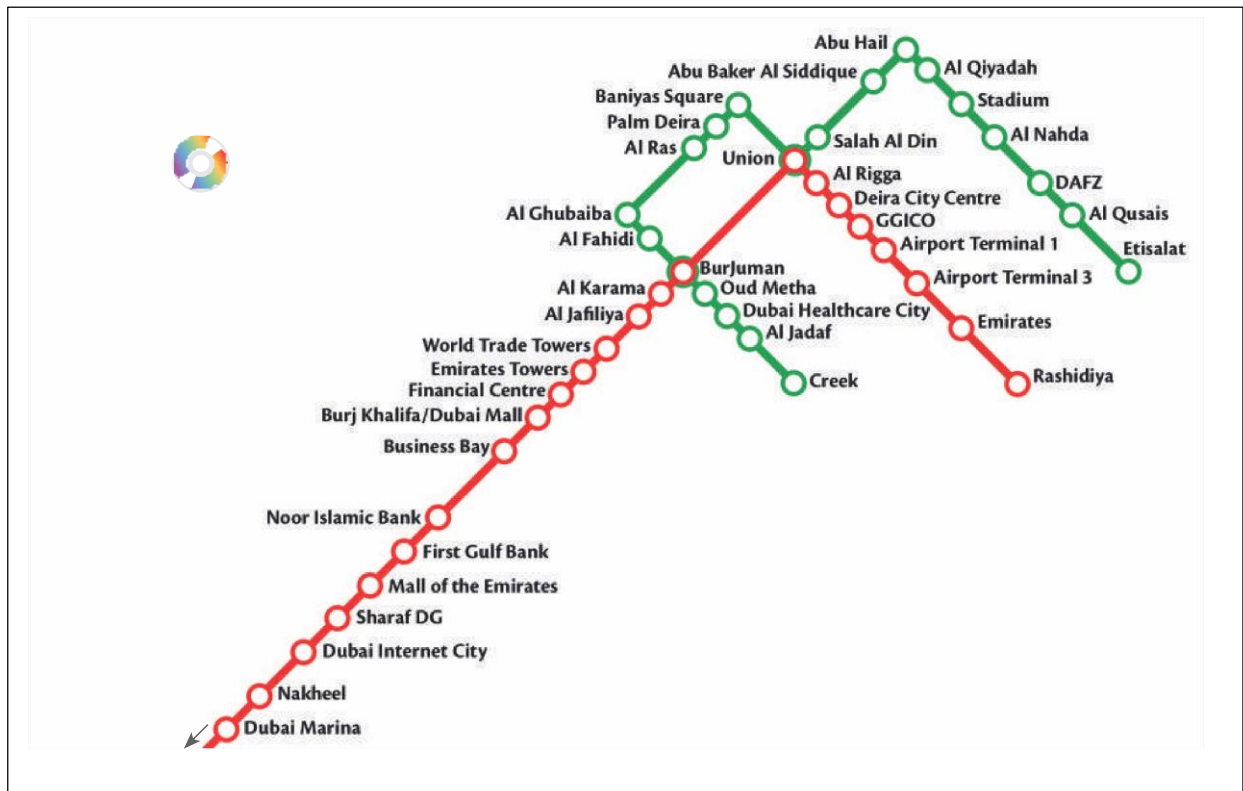 Abu Hail
Al Qiyadah
Abu Baker Al Siddique
Baniyas Square
Stadium
Palm Deira
Al Nahda
Salah Al Din
Al Ras
Union
Al Rigga
DAFZ
Deira City Centre
Al Ghubaiba
Al Qusais
GGICO
Al Fahidi
Airport Terminal 1
Etisalat
BurJuman
Airport Terminal 3
Al Karama
Oud Metha
Al Jafiliya
Dubai Healthcare City
Emirates
Al Jadaf
World Trade Towers
Emirates Towers
Rashidiya
Creek
Financial Centre
Burj Khalifa/Dubai Mall
Business Bay
Noor Islamic Bank
First Gulf Bank
Mall of the Emirates
Sharaf DG
Dubai Internet City
Nakheel
Dubai Marina